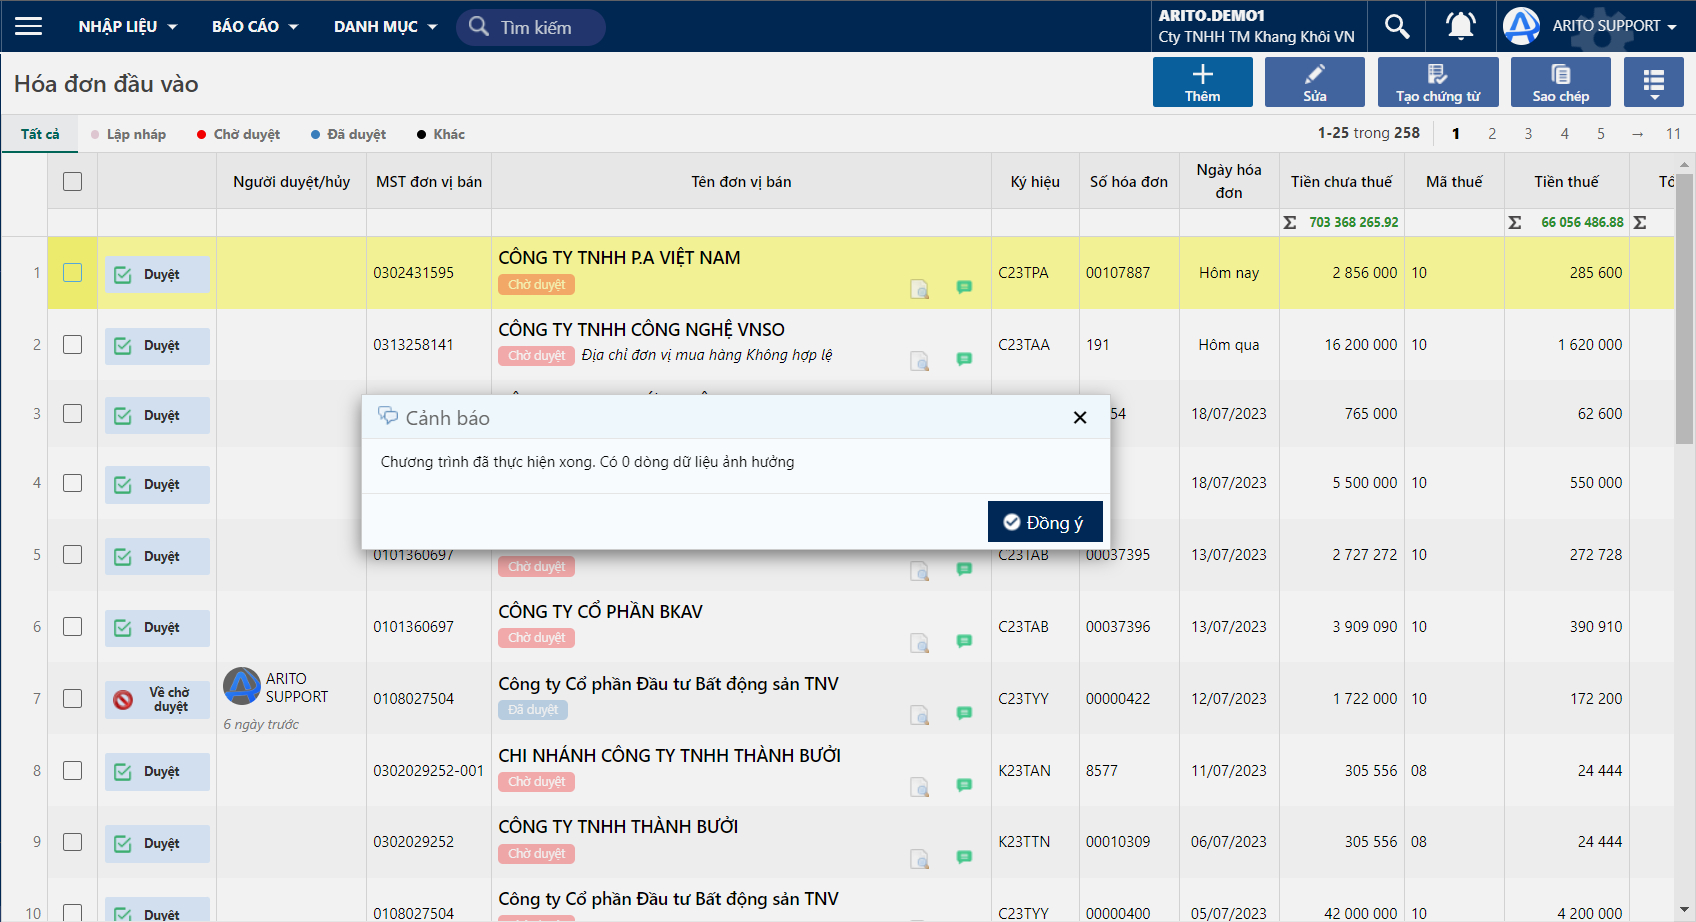 NHẬP LIỆU BÁO CÁO DANH MỤC Tìm kiếm
ARITO.DEMO1
Cty TNHH TM Khang Khôi VN
ARITO SUPPORT
Hóa đơn đầu vào
Thêm Sửa Tạo chứng từ Sao chép
Tất cả Lập nháp Chờ duyệt Đã duyệt Khác
1-25 trong 258 1 2 3 4 5 → 11
Người duyệt/hủy MST đơn vị bán Tên đơn vị bán Ký hiệu Số hóa đơn Ngày hóa đơn Tiền chưa thuế Mã thuế Tiền thuế
Σ 703 368 265.92 Σ 66 056 486.88 Σ
1 Duyệt 0302431595 CÔNG TY TNHH P.A VIỆT NAM C23TPA 00107887 Hôm nay 2 856 000 10 285 600
Chờ duyệt
2 Duyệt 0313258141 CÔNG TY TNHH CÔNG NGHỆ VNSO C23TAA 191 Hôm qua 16 200 000 10 1 620 000
Chờ duyệt Địa chỉ đơn vị mua hàng Không hợp lệ
3 Duyệt 54 18/07/2023 765 000 62 600
Cảnh báo
Chương trình đã thực hiện xong. Có 0 dòng dữ liệu ảnh hưởng
Đồng ý
4 Duyệt 18/07/2023 5 500 000 10 550 000
5 Duyệt 0101360697 C23TAB 00037395 13/07/2023 2 727 272 10 272 728
Chờ duyệt
6 Duyệt 0101360697 CÔNG TY CỔ PHẦN BKAV C23TAB 00037396 13/07/2023 3 909 090 10 390 910
Chờ duyệt
7 Về chờ duyệt ARITO SUPPORT 0108027504 Công ty Cổ phần Đầu tư Bất động sản TNV C23TYY 00000422 12/07/2023 1 722 000 10 172 200
6 ngày trước Đã duyệt
8 Duyệt 0302029252-001 CHI NHÁNH CÔNG TY TNHH THÀNH BƯỞI K23TAN 8577 11/07/2023 305 556 08 24 444
Chờ duyệt
9 Duyệt 0302029252 CÔNG TY TNHH THÀNH BƯỞI K23TTN 00010309 06/07/2023 305 556 08 24 444
Chờ duyệt
10 Duyệt 0108027504 Công ty Cổ phần Đầu tư Bất động sản TNV C23TYY 00000400 05/07/2023 42 000 000 10 4 200 000